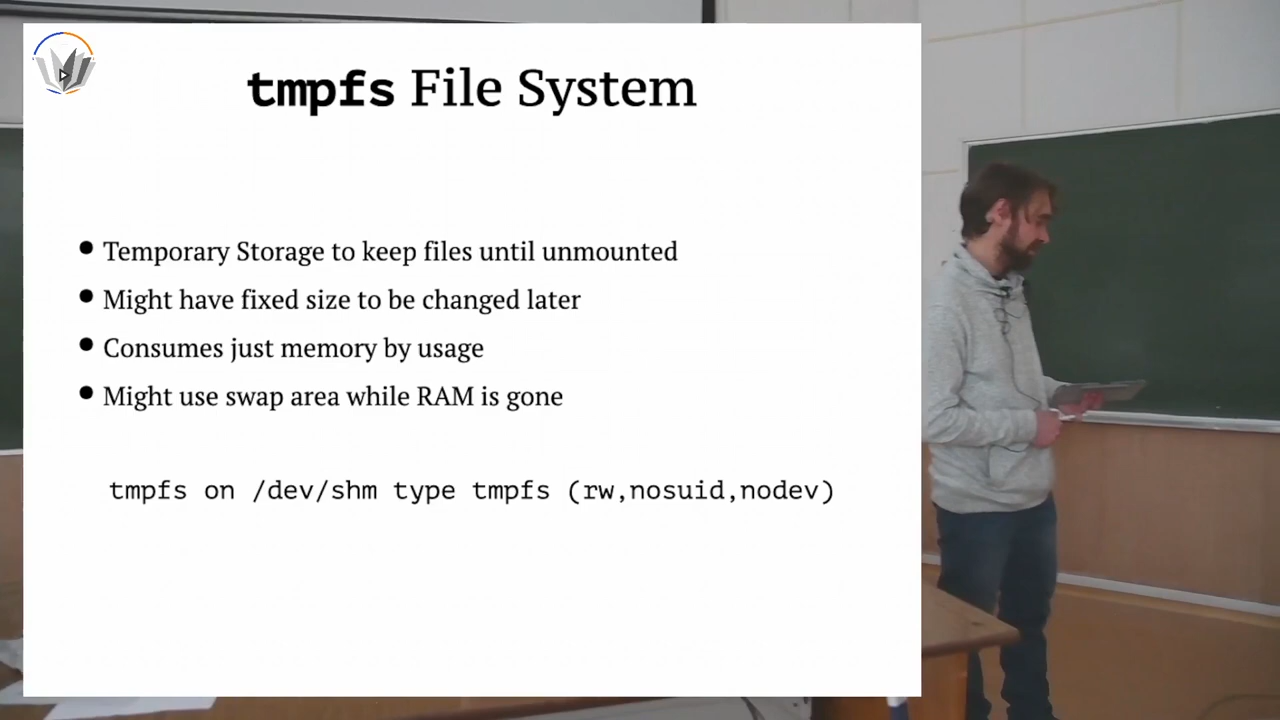 tmpfs File System
Temporary Storage to keep files until unmounted
Might have fixed size to be changed later
Consumes just memory by usage
Might use swap area while RAM is gone
tmpfs on /dev/shm type tmpfs (rw,nosuid,nodev)